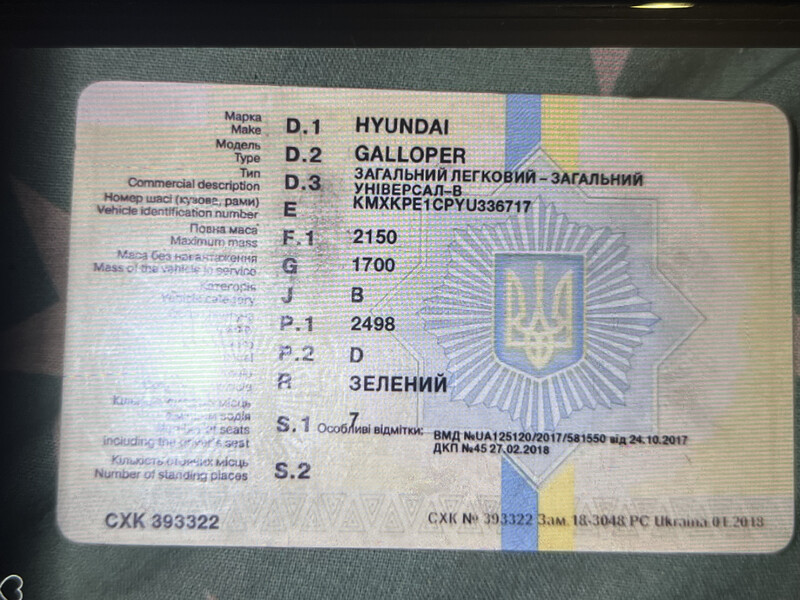 Марка
Make D.1 HYUNDAI
Модель
Type D.2 GALLOPER
Тип
Commercial description D.3 ЗАГАЛЬНИЙ ЛЕГКОВИЙ – ЗАГАЛЬНИЙ
УНІВЕРСАЛ-В
Номер шасі (кузова, рами)
Vehicle identification number E KMXKPE1CPYU336717
Повна маса
Maximum mass F.1 2150
Маса без навантаження
Mass of the vehicle in service G 1700
Категорія
Vehicle category J B
P.1 2498
P.2 D
R ЗЕЛЕНИЙ
Кількість місць
Number of seats S.1 7
including the driver's seat
Особливі відмітки: ВМД №UA125120/2017/581550 від 24.10.2017
ДКП №45 27.02.2018
Кількість стоячих місць
Number of standing places S.2
СХК 393322
СХК № 393322 Зам. 18-3048 РС Ukraina 01.2018